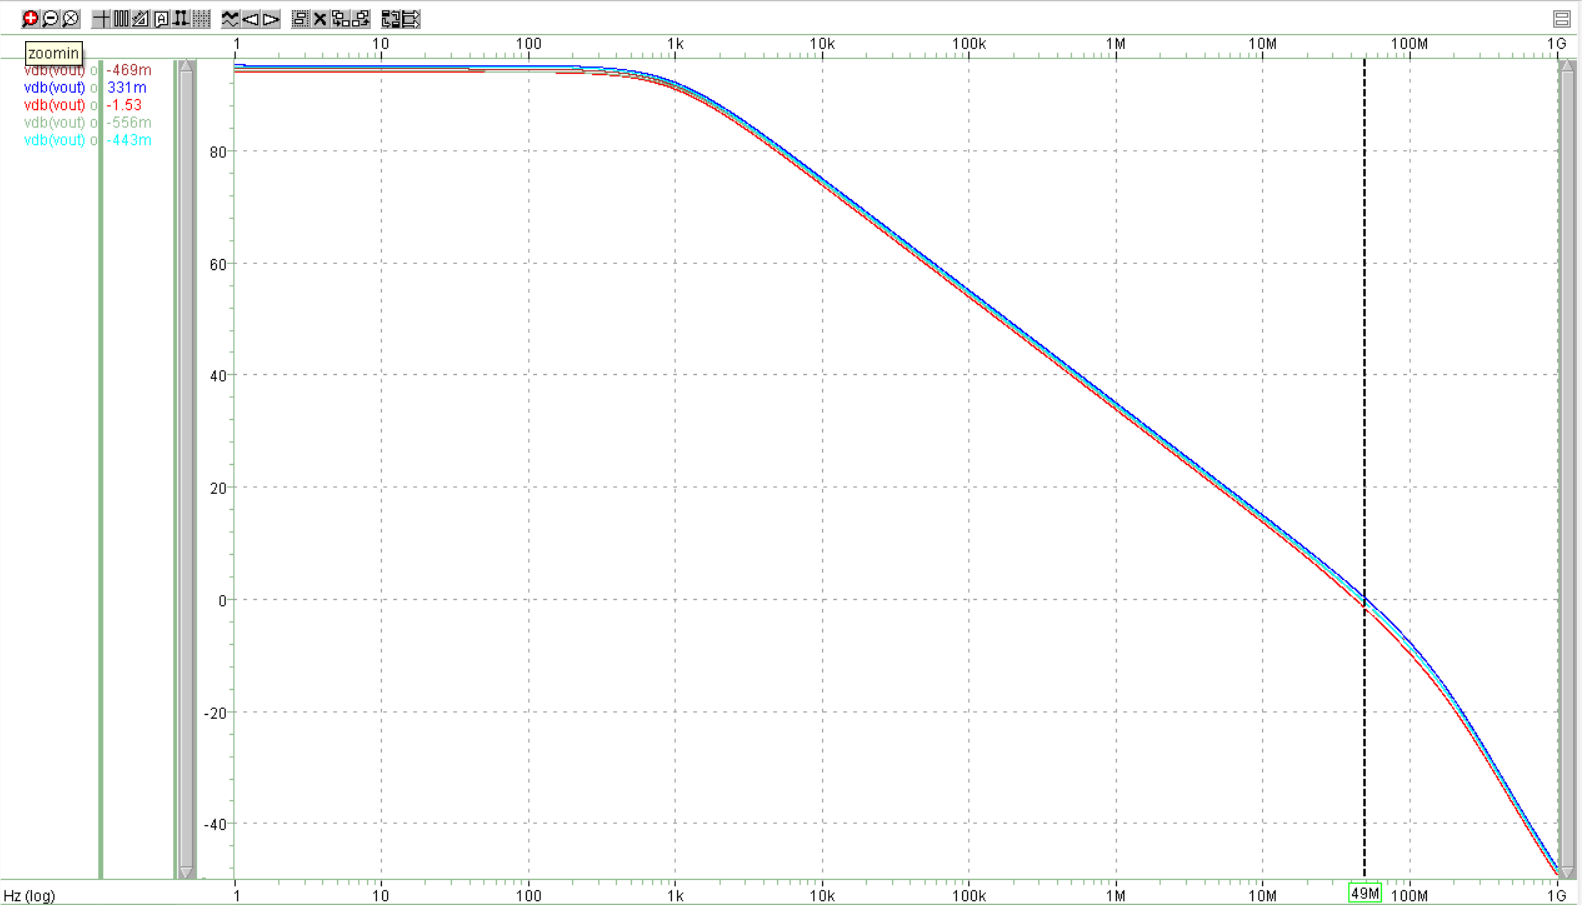 1 10 100 1k 10k 100k 1M 10M 100M 1G
zoomin
vdb(vout) o -469m
vdb(vout) o 331m
vdb(vout) o -1.53
vdb(vout) o -556m
vdb(vout) o -443m
80
60
40
20
0
-20
-40
Hz (log) 1 10 100 1k 10k 100k 1M 10M 49M 100M 1G